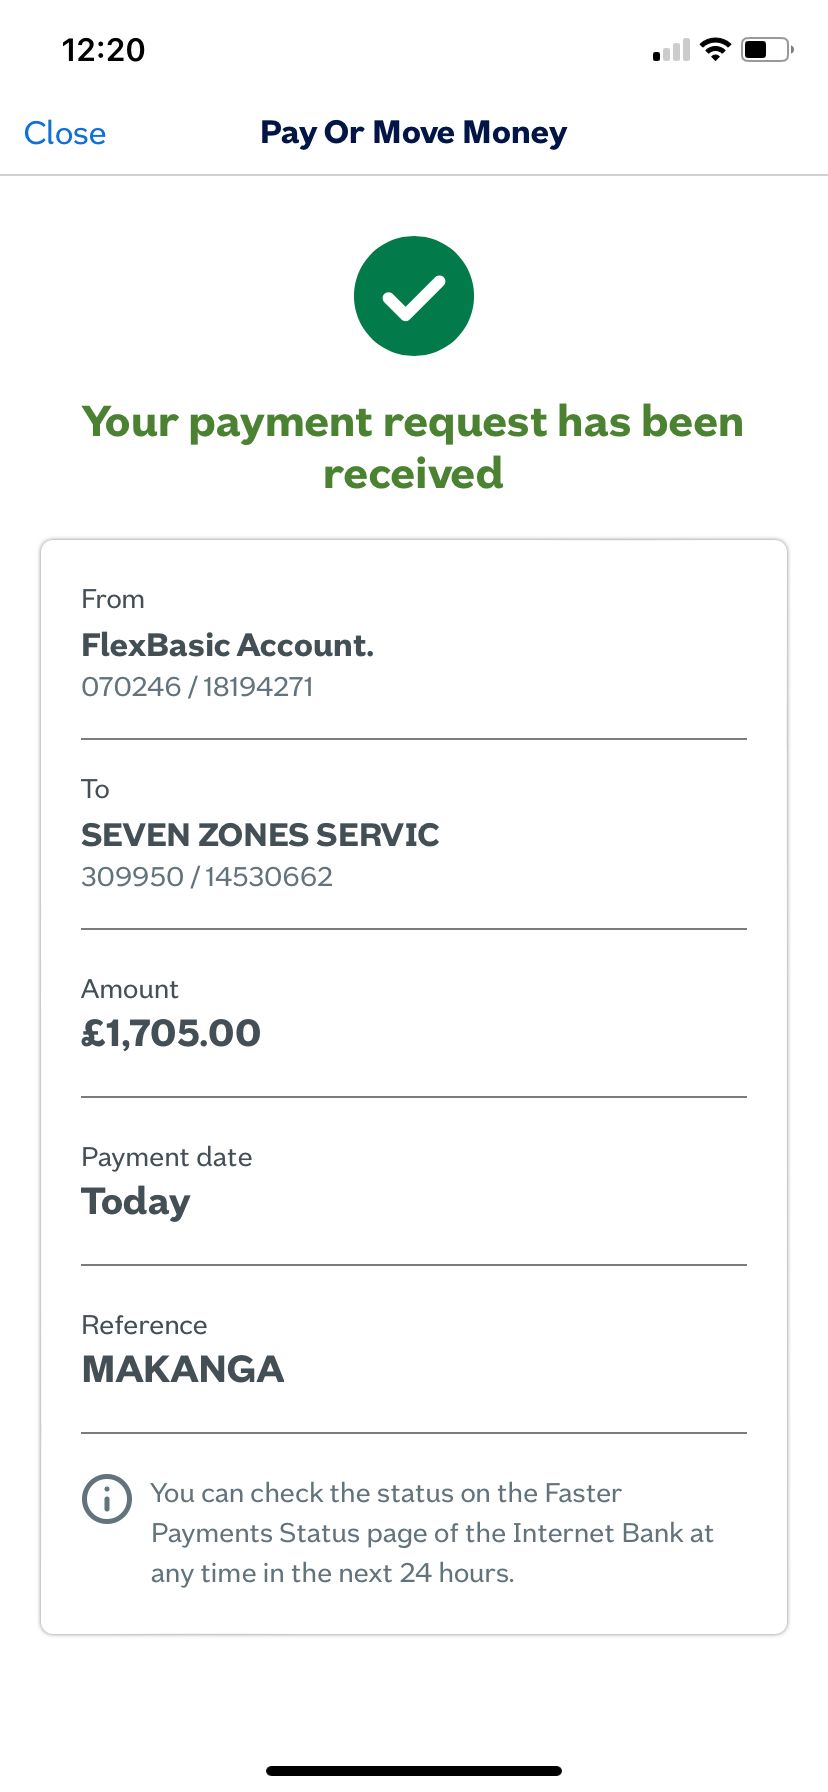 12:20
Close
Pay Or Move Money
Your payment request has been
received
From
FlexBasic Account.
070246 / 18194271
To
SEVEN ZONES SERVIC
309950 / 14530662
Amount
£1,705.00
Payment date
Today
Reference
MAKANGA
You can check the status on the Faster
Payments Status page of the Internet Bank at
any time in the next 24 hours.